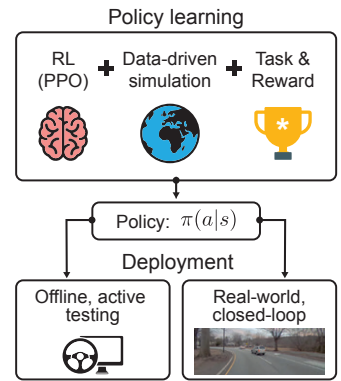 Policy learning
RL
(PPO)
+
Data-driven
simulation
+
Task &
Reward
*
Policy: π(a|s)
Deployment
Offline, active
testing
Real-world,
closed-loop